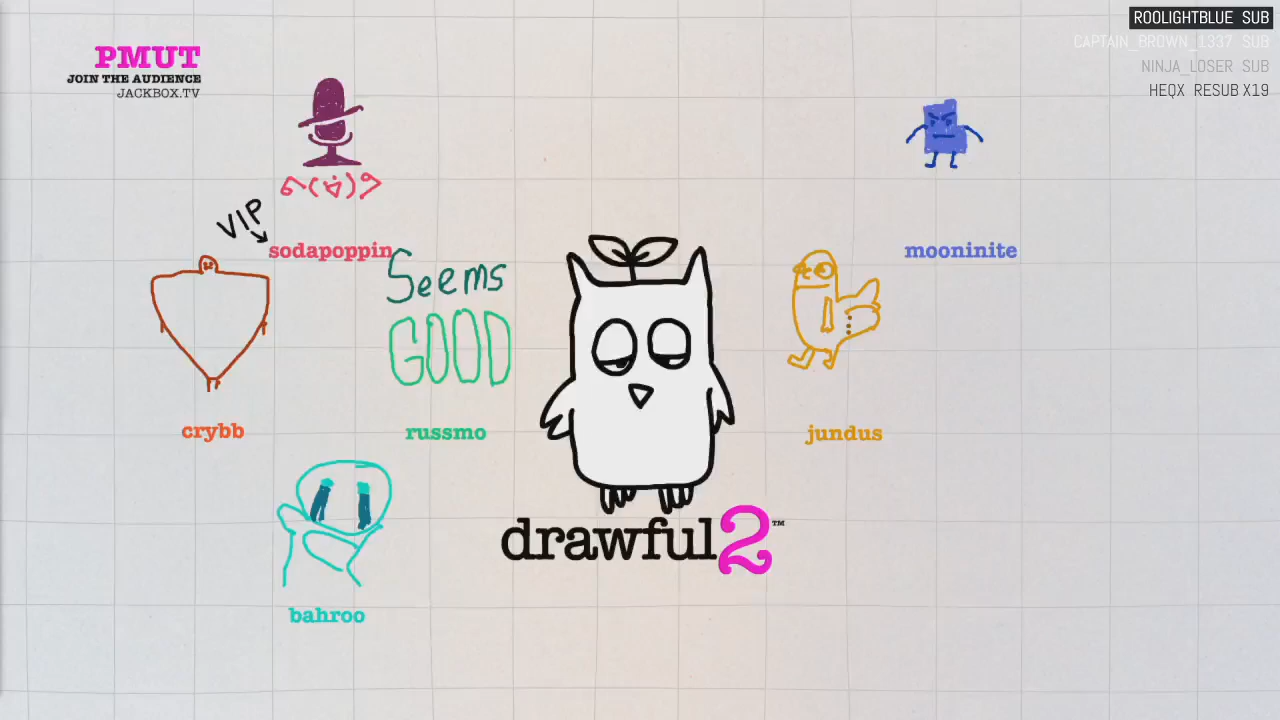 ROOLIGHTBLUE SUB
CAPTAIN_BROWN_1337 SUB
NINJA_LOSER SUB
HEQX RESUB X19
PMUT
JOIN THE AUDIENCE
JACKBOX.TV
VIP
sodapoppin
mooninite
Seems
GOOD
crybb
russmo
jundus
drawful2™
bahroo